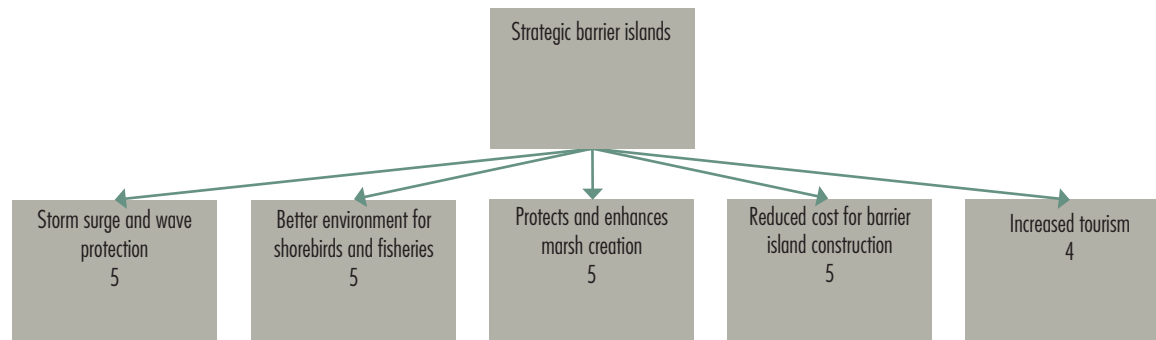 Strategic barrier islands
Storm surge and wave
protection
5
Better environment for
shorebirds and fisheries
5
Protects and enhances
marsh creation
5
Reduced cost for barrier
island construction
5
Increased tourism
4